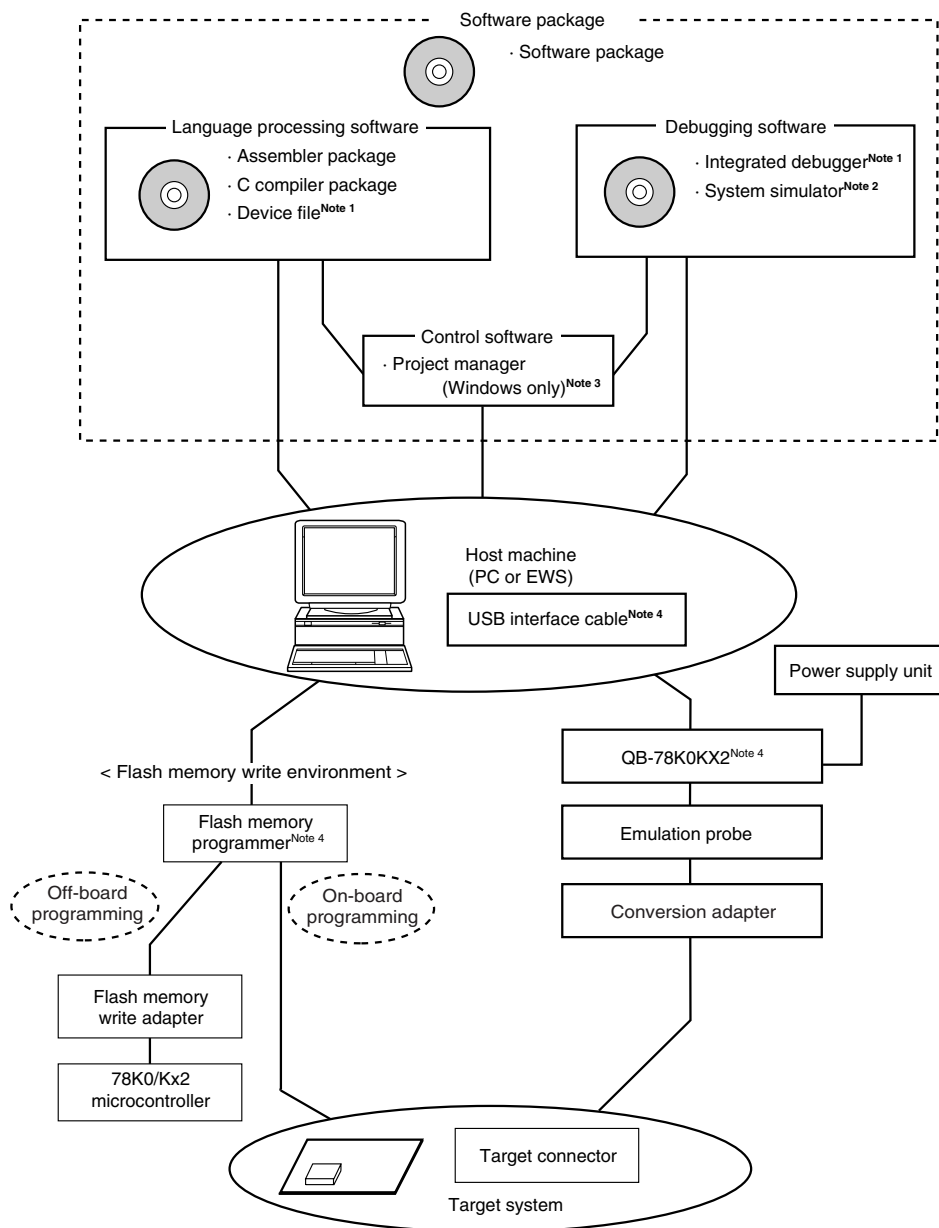 Software package
· Software package
Language processing software
· Assembler package
· C compiler package
· Device fileNote 1
Debugging software
· Integrated debuggerNote 1
· System simulatorNote 2
Control software
· Project manager
(Windows only)Note 3
Host machine
(PC or EWS)
USB interface cableNote 4
Power supply unit
< Flash memory write environment >
QB-78K0KX2Note 4
Flash memory
programmerNote 4
Emulation probe
Off-board
programming
On-board
programming
Conversion adapter
Flash memory
write adapter
78K0/Kx2
microcontroller
Target connector
Target system